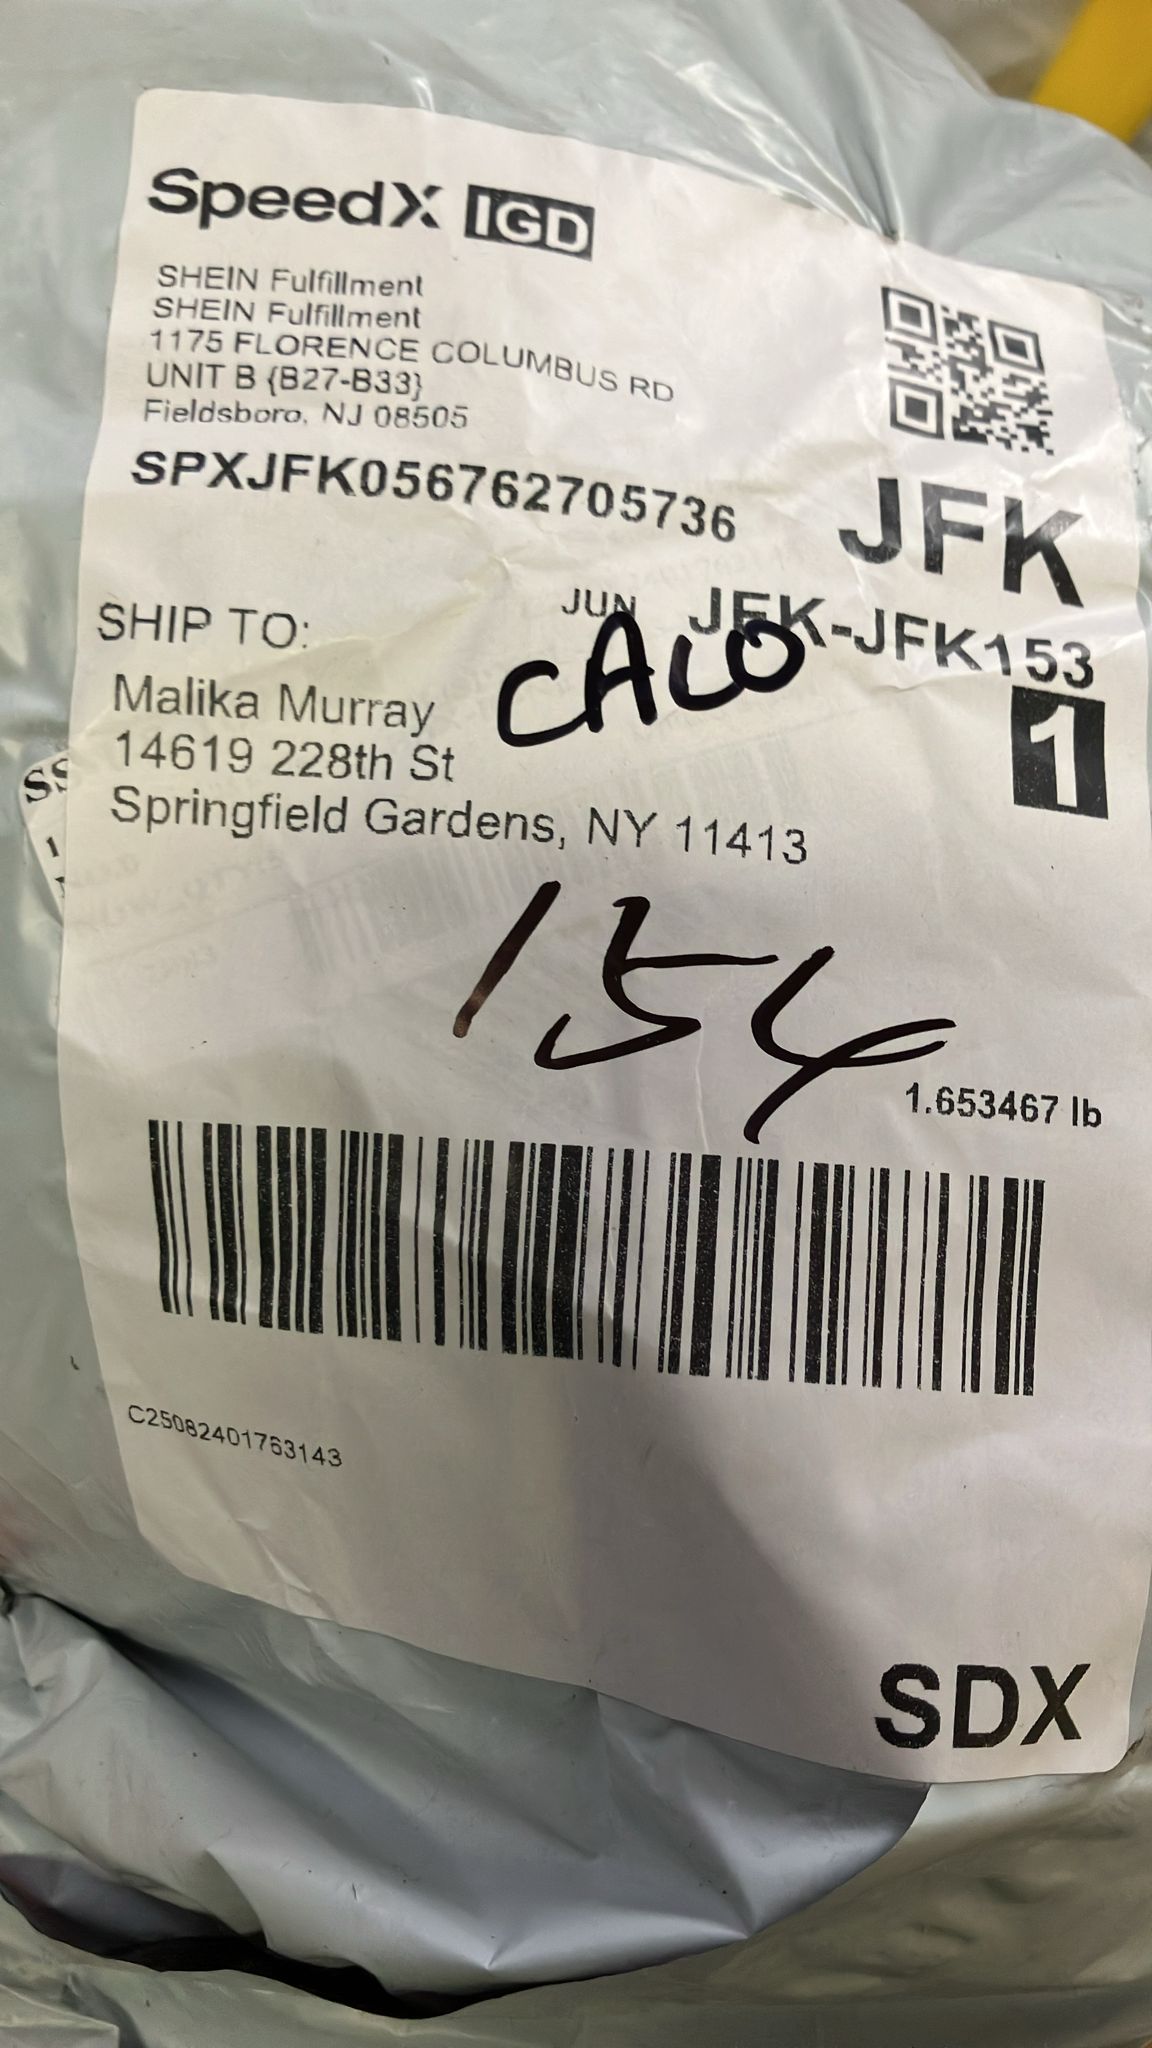 SpeedX IGD
SHEIN Fulfillment
SHEIN Fulfillment
1175 FLORENCE COLUMBUS RD
UNIT B {B27-B33}
Fieldsboro, NJ 08505
SPXJFK056762705736
JFK
JUN JFK-JFK153
CALO
1
SHIP TO:
Malika Murray
14619 228th St
Springfield Gardens, NY 11413
154
1.653467 lb
C25082401763143
SDX